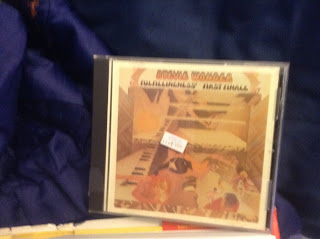 STEVIE WONDER
FULFILLINGNESS' FIRST FINALE